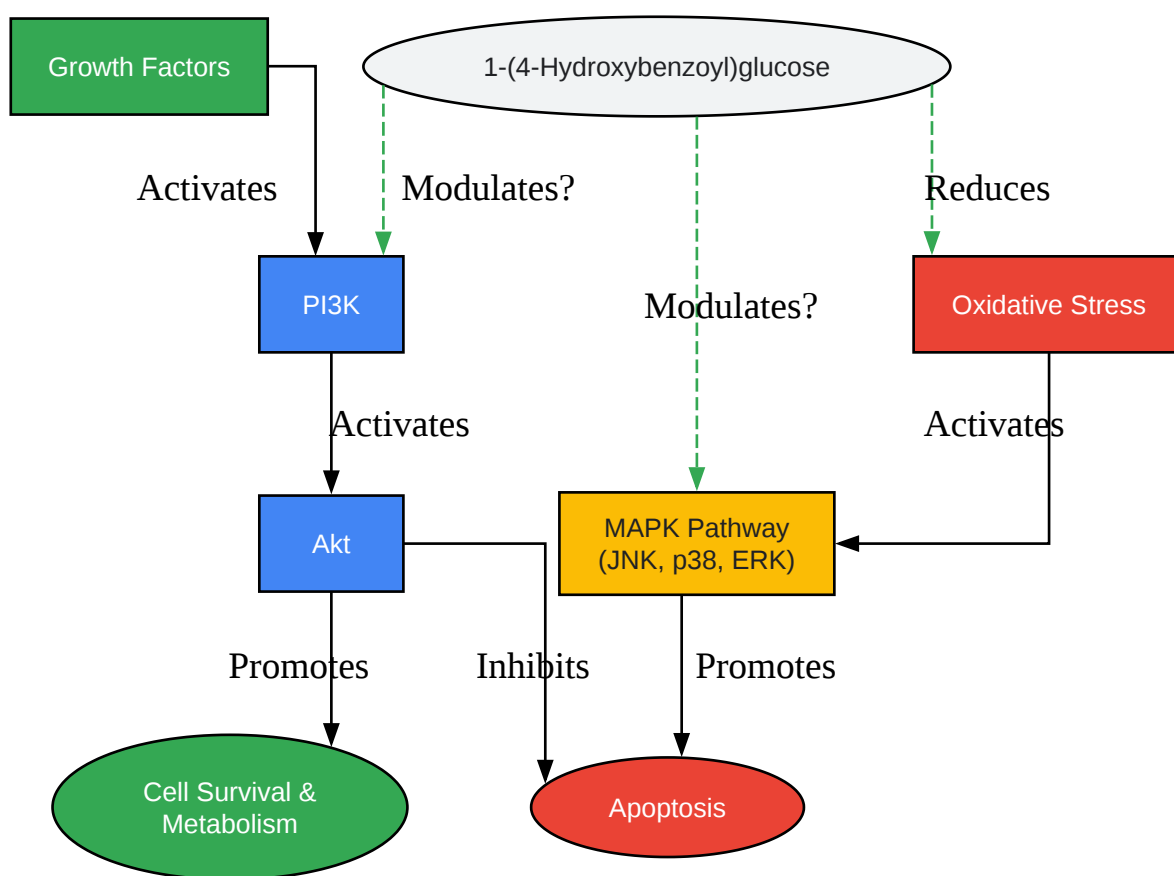 Growth Factors
1-(4-Hydroxybenzoyl)glucose
Activates
Modulates?
Reduces
PI3K
Modulates?
Oxidative Stress
Activates
Activates
Akt
MAPK Pathway
(JNK, p38, ERK)
Promotes
Inhibits
Promotes
Cell Survival &
Metabolism
Apoptosis